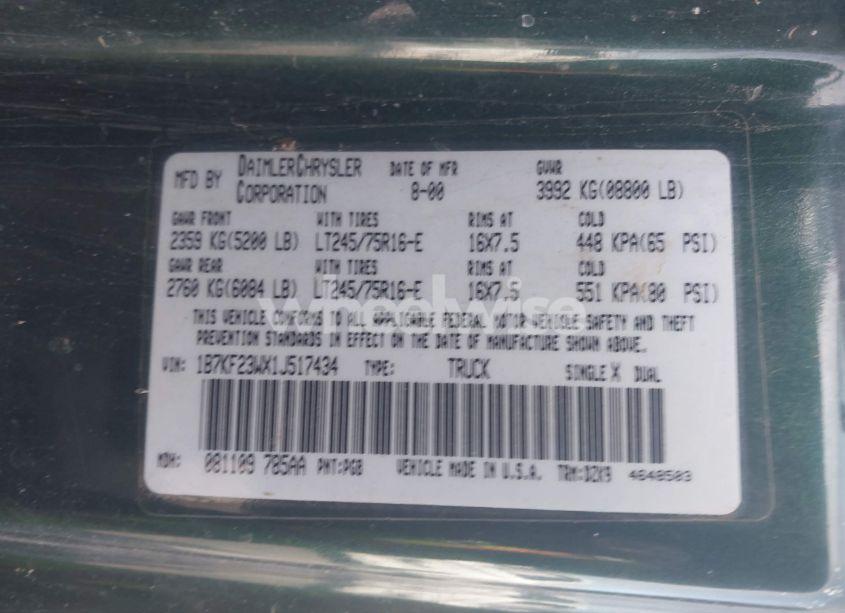 MFD BY DAIMLERCHRYSLER CORPORATION DATE OF MFR 8-00 GVWR 3992 KG(08800 LB)
GAWR FRONT WITH TIRES RIMS AT COLD
2359 KG(5200 LB) LT245/75R16-E 16X7.5 448 KPA(65 PSI)
GAWR REAR WITH TIRES RIMS AT COLD
2760 KG(6084 LB) LT245/75R16-E 16X7.5 551 KPA(80 PSI)
THIS VEHICLE CONFORMS TO ALL APPLICABLE FEDERAL MOTOR VEHICLE SAFETY AND THEFT
PREVENTION STANDARDS IN EFFECT ON THE DATE OF MANUFACTURE SHOWN ABOVE.
VIN: 1B7KF23WX1J517434 TYPE: TRUCK SINGLE X DUAL
MDH: 081109 785AA PNT:PGB VEHICLE MADE IN U.S.A. TRM:DZK9 4648503
wheelwise